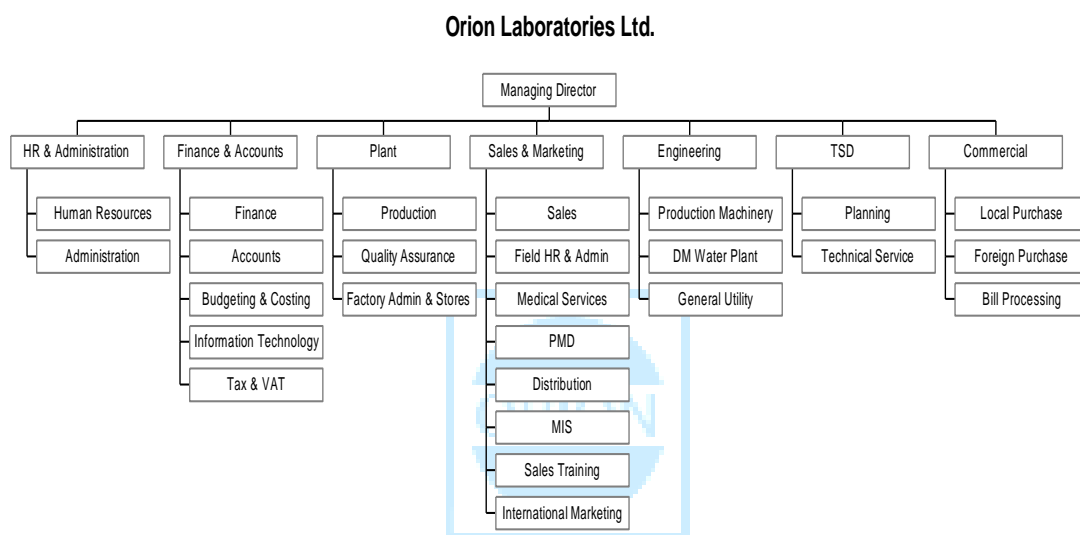 Orion Laboratories Ltd.
Managing Director
HR & Administration
Finance & Accounts
Plant
Sales & Marketing
Engineering
TSD
Commercial
Human Resources
Administration
Finance
Accounts
Budgeting & Costing
Information Technology
Tax & VAT
Production
Quality Assurance
Factory Admin & Stores
Sales
Field HR & Admin
Medical Services
PMD
Distribution
MIS
Sales Training
International Marketing
Production Machinery
DM Water Plant
General Utility
Planning
Technical Service
Local Purchase
Foreign Purchase
Bill Processing